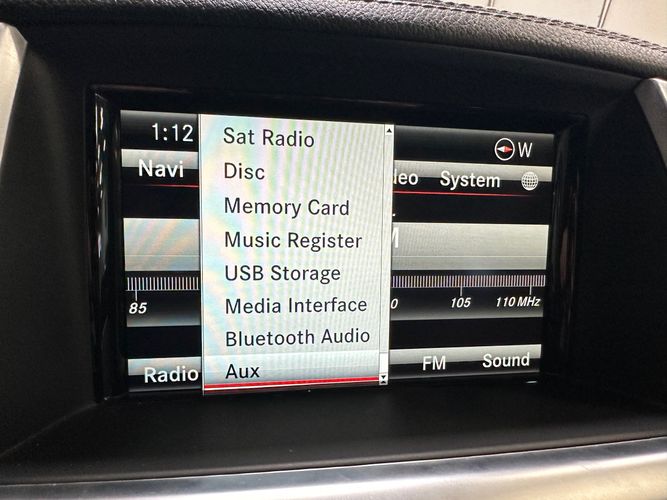 1:12
W
Navi
deo
System
Sat Radio
Disc
Memory Card
Music Register
USB Storage
Media Interface
Bluetooth Audio
Aux
85
105
110 MHz
Radio
FM
Sound